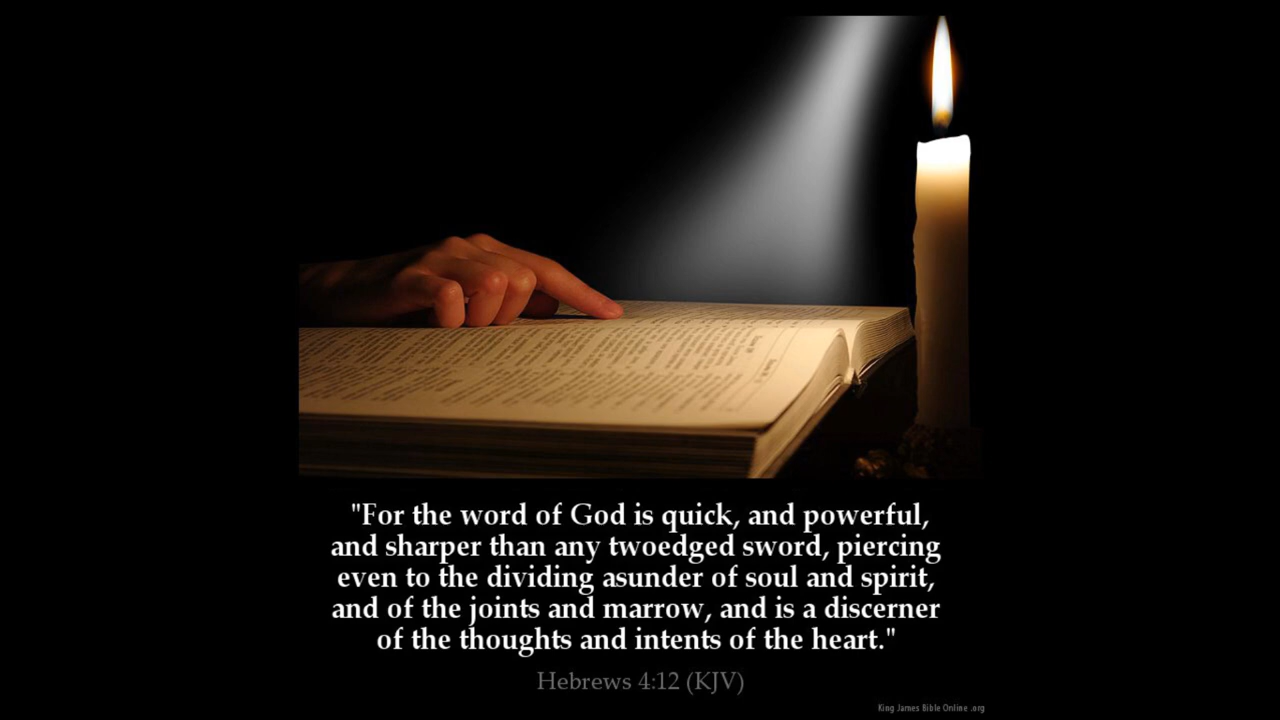 "For the word of God is quick, and powerful,
and sharper than any twoedged sword, piercing
even to the dividing asunder of soul and spirit,
and of the joints and marrow, and is a discerner
of the thoughts and intents of the heart."
Hebrews 4:12 (KJV)
King James Bible Online .org